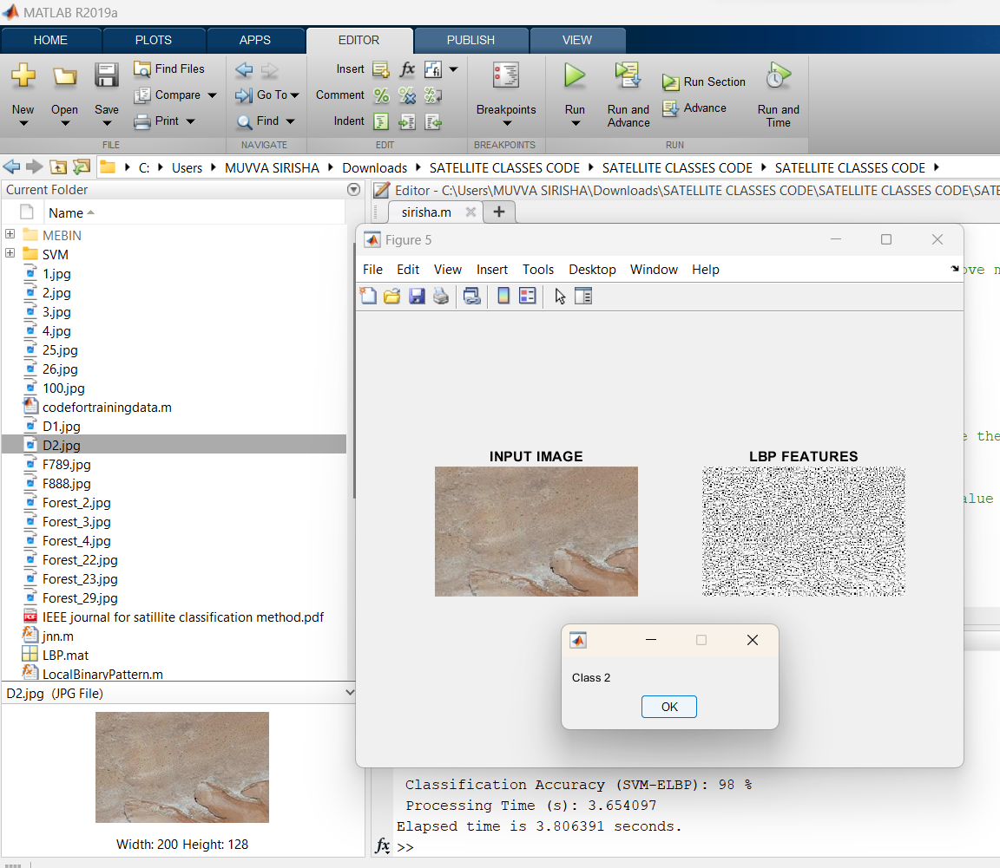 MATLAB R2019a
HOME PLOTS APPS EDITOR PUBLISH VIEW
New
Open
Save
Find Files
Compare
Print
FILE
Go To
Find
NAVIGATE
Insert fx
Comment
Indent
EDIT
Breakpoints
BREAKPOINTS
Run
Run and
Advance
Run Section
Advance
Run and
Time
RUN
C: Users MUVVA SIRISHA Downloads SATELLITE CLASSES CODE SATELLITE CLASSES CODE SATELLITE CLASSES CODE
Current Folder
Name
MEBIN
SVM
1.jpg
2.jpg
3.jpg
4.jpg
25.jpg
26.jpg
100.jpg
codefortrainingdata.m
D1.jpg
D2.jpg
F789.jpg
F888.jpg
Forest_2.jpg
Forest_3.jpg
Forest_4.jpg
Forest_22.jpg
Forest_23.jpg
Forest_29.jpg
IEEE journal for satillite classification method.pdf
jnn.m
LBP.mat
LocalBinaryPattern.m
D2.jpg (JPG File)
Width: 200 Height: 128
Editor - C:\Users\MUVVA SIRISHA\Downloads\SATELLITE CLASSES CODE\SATELLITE CLASSES CODE\SATE
sirisha.m
Figure 5
File Edit View Insert Tools Desktop Window Help
ove m
e the
alue
INPUT IMAGE
LBP FEATURES
Class 2
OK
Classification Accuracy (SVM-ELBP): 98 %
Processing Time (s): 3.654097
Elapsed time is 3.806391 seconds.
fx >>